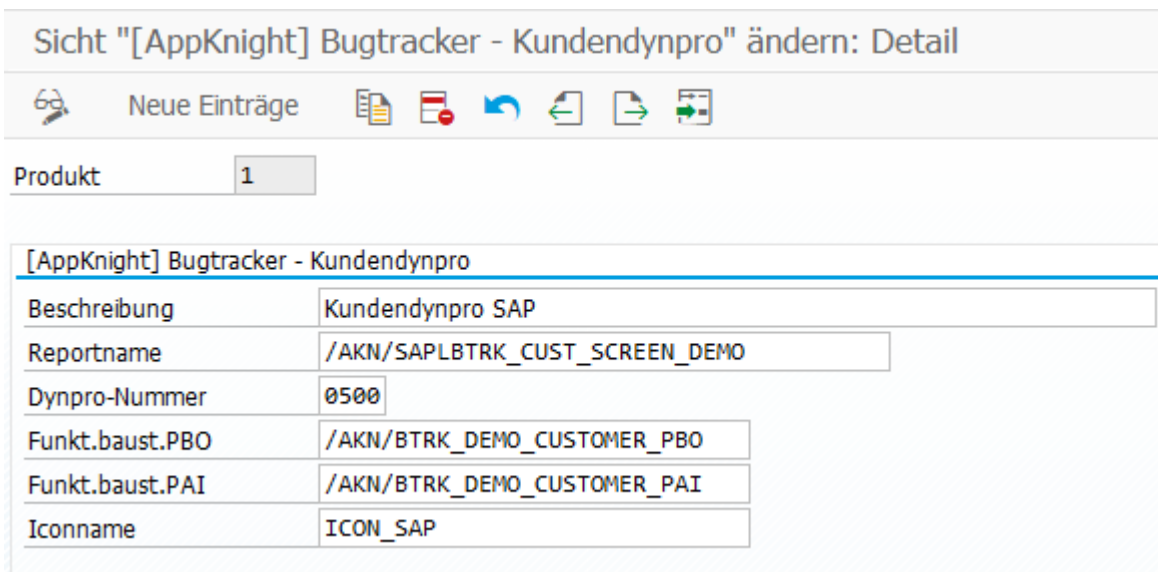 Sicht "[AppKnight] Bugtracker - Kundendynpro" ändern: Detail
Neue Einträge
Produkt 1
[AppKnight] Bugtracker - Kundendynpro
Beschreibung Kundendynpro SAP
Reportname /AKN/SAPLBTRK_CUST_SCREEN_DEMO
Dynpro-Nummer 0500
Funkt.baust.PBO /AKN/BTRK_DEMO_CUSTOMER_PBO
Funkt.baust.PAI /AKN/BTRK_DEMO_CUSTOMER_PAI
Iconname ICON_SAP